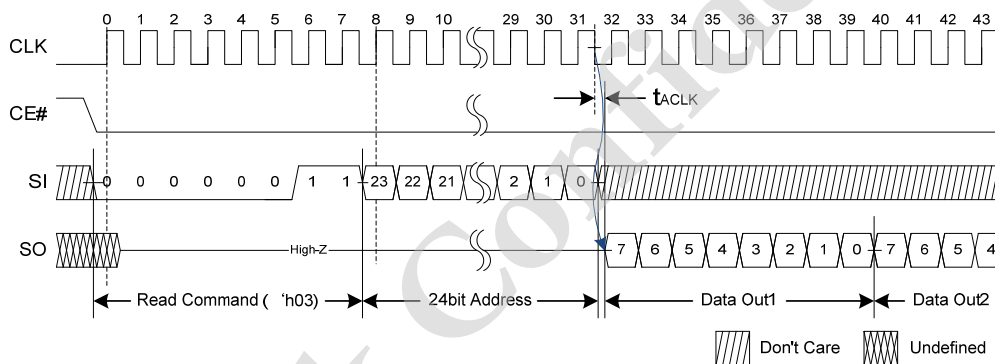 0 1 2 3 4 5 6 7 8 9 10 29 30 31 32 33 34 35 36 37 38 39 40 41 42 43
CLK
CE#
tACLK
SI 0 0 0 0 0 0 1 1 23 22 21 2 1 0
SO High-Z 7 6 5 4 3 2 1 0 7 6 5 4
Read Command ( 'h03) 24bit Address Data Out1 Data Out2
Don't Care Undefined